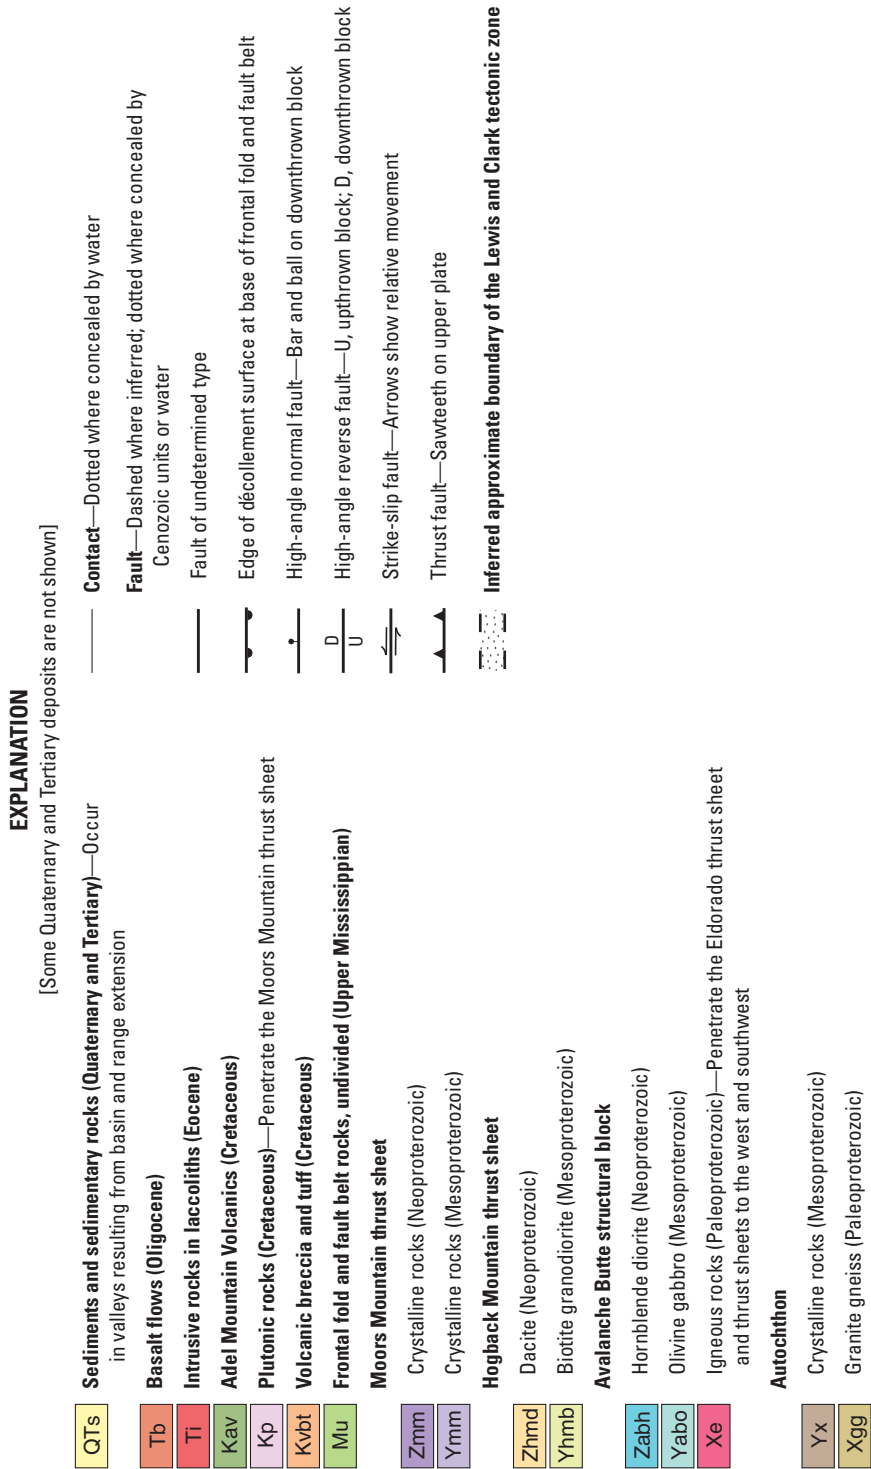 EXPLANATION
[Some Quaternary and Tertiary deposits are not shown]
QTs Sediments and sedimentary rocks (Quaternary and Tertiary)—Occur
in valleys resulting from basin and range extension
Tb Basalt flows (Oligocene)
Ti Intrusive rocks in laccoliths (Eocene)
Kav Adel Mountain Volcanics (Cretaceous)
Kp Plutonic rocks (Cretaceous)—Penetrate the Moors Mountain thrust sheet
Kvbt Volcanic breccia and tuff (Cretaceous)
Mu Frontal fold and fault belt rocks, undivided (Upper Mississippian)
Moors Mountain thrust sheet
Zmm Crystalline rocks (Neoproterozoic)
Ymm Crystalline rocks (Mesoproterozoic)
Hogback Mountain thrust sheet
Zhmd Dacite (Neoproterozoic)
Yhmb Biotite granodiorite (Mesoproterozoic)
Avalanche Butte structural block
Zabh Hornblende diorite (Neoproterozoic)
Yabo Olivine gabbro (Mesoproterozoic)
Xe Igneous rocks (Paleoproterozoic)—Penetrate the Eldorado thrust sheet
and thrust sheets to the west and southwest
Autochthon
Yx Crystalline rocks (Mesoproterozoic)
Xgg Granite gneiss (Paleoproterozoic)
Contact—Dotted where concealed by water
Fault—Dashed where inferred; dotted where concealed by
Cenozoic units or water
Fault of undetermined type
Edge of décollement surface at base of frontal fold and fault belt
High-angle normal fault—Bar and ball on downthrown block
D
U
High-angle reverse fault—U, upthrown block; D, downthrown block
Strike-slip fault—Arrows show relative movement
Thrust fault—Sawteeth on upper plate
Inferred approximate boundary of the Lewis and Clark tectonic zone